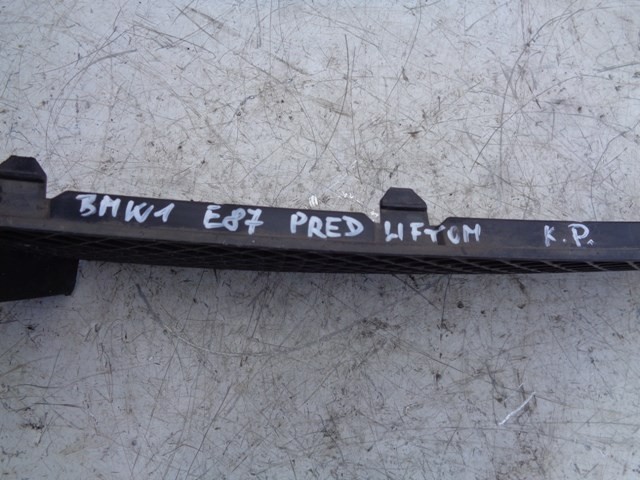 BMW1 E87 PRED LIFTOM K.P.